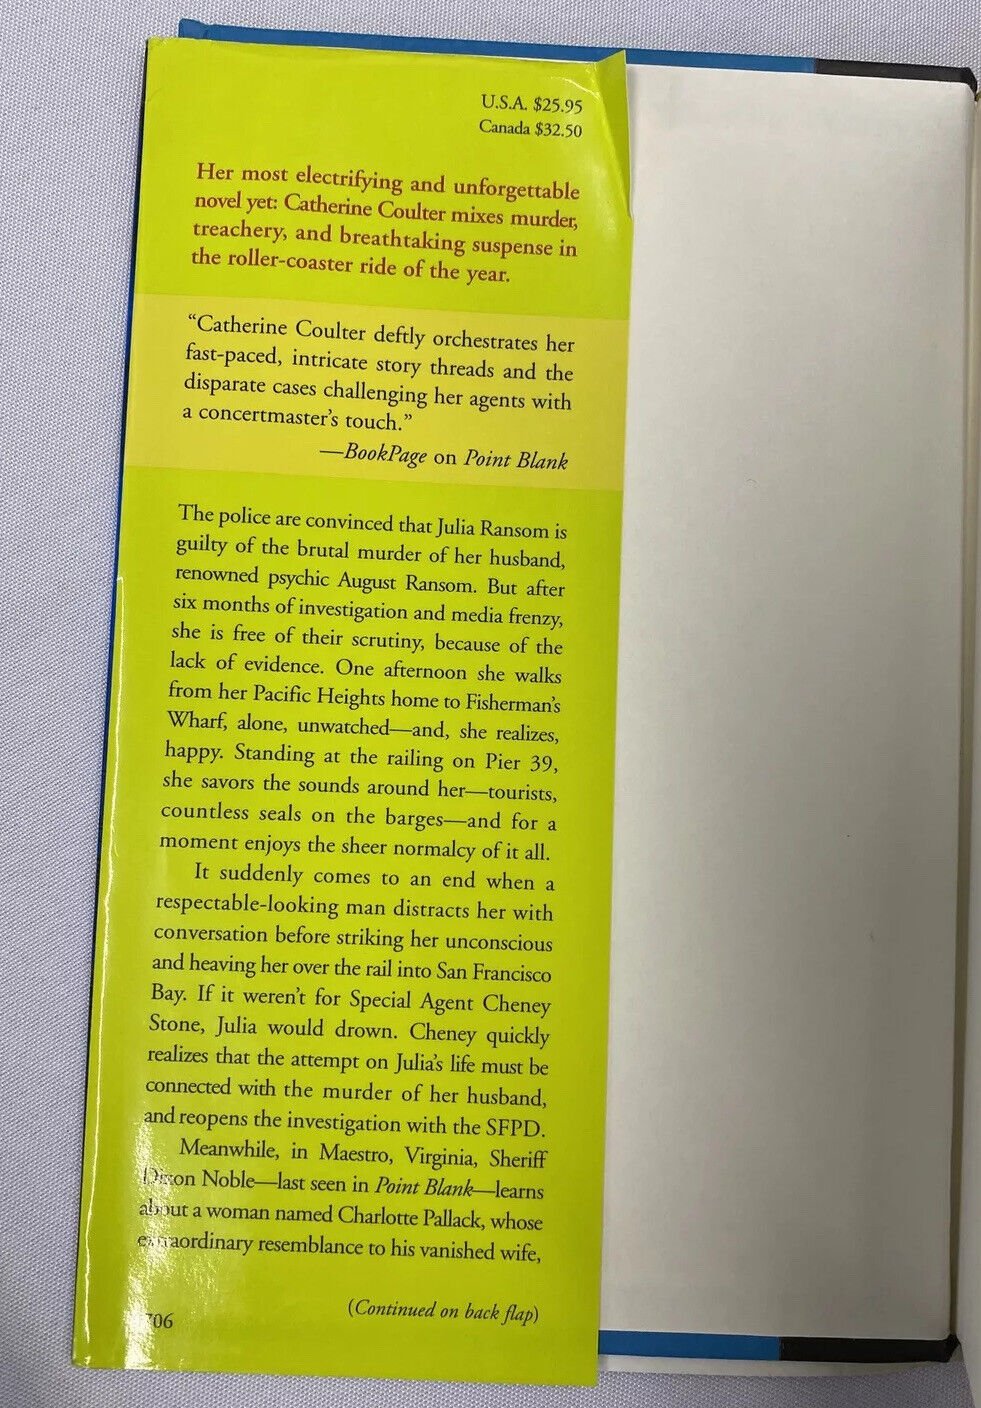 U.S.A. $25.95
Canada $32.50
Her most electrifying and unforgettable
novel yet: Catherine Coulter mixes murder,
treachery, and breathtaking suspense in
the roller-coaster ride of the year.
“Catherine Coulter deftly orchestrates her
fast-paced, intricate story threads and the
disparate cases challenging her agents with
a concertmaster’s touch.”
—BookPage on Point Blank
The police are convinced that Julia Ransom is
guilty of the brutal murder of her husband,
renowned psychic August Ransom. But after
six months of investigation and media frenzy,
she is free of their scrutiny, because of the
lack of evidence. One afternoon she walks
from her Pacific Heights home to Fisherman’s
Wharf, alone, unwatched—and, she realizes,
happy. Standing at the railing on Pier 39,
she savors the sounds around her—tourists,
countless seals on the barges—and for a
moment enjoys the sheer normalcy of it all.
It suddenly comes to an end when a
respectable-looking man distracts her with
conversation before striking her unconscious
and heaving her over the rail into San Francisco
Bay. If it weren’t for Special Agent Cheney
Stone, Julia would drown. Cheney quickly
realizes that the attempt on Julia’s life must be
connected with the murder of her husband,
and reopens the investigation with the SFPD.
Meanwhile, in Maestro, Virginia, Sheriff
Dixon Noble—last seen in Point Blank—learns
about a woman named Charlotte Pallack, whose
extraordinary resemblance to his vanished wife,
(Continued on back flap)